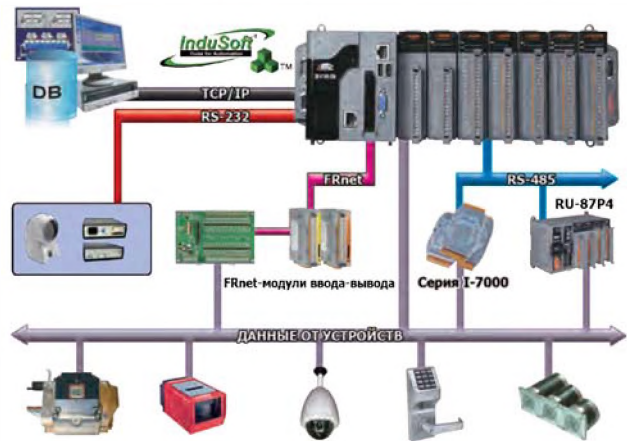 InduSoft
TM
DB
TCP/IP
RS-232
FRnet
RS-485
RU-87P4
FRnet-модули ввода-вывода
Серия I-7000
ДАННЫЕ ОТ УСТРОЙСТВ